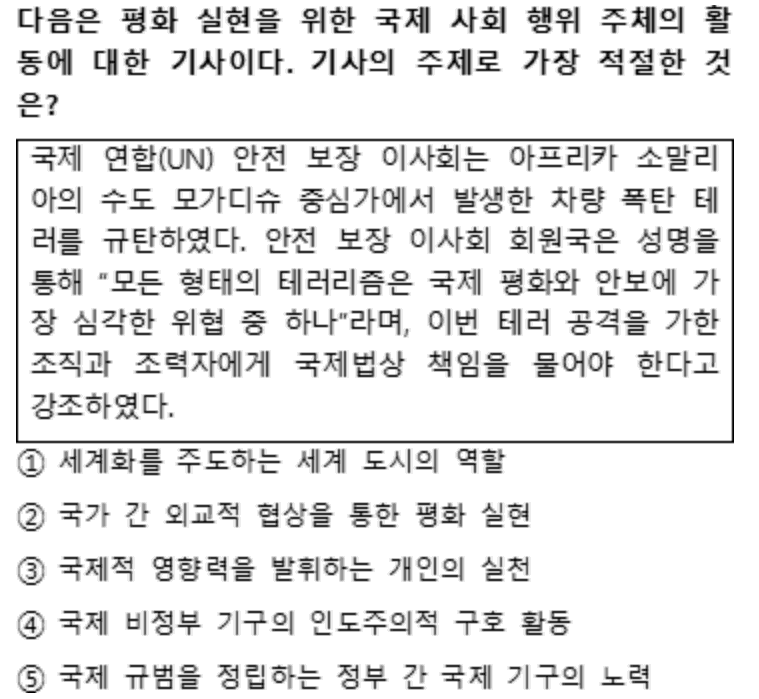 다음은 평화 실현을 위한 국제 사회 행위 주체의 활
동에 대한 기사이다. 기사의 주제로 가장 적절한 것
은?
국제 연합(UN) 안전 보장 이사회는 아프리카 소말리
아의 수도 모가디슈 중심가에서 발생한 차량 폭탄 테
러를 규탄하였다. 안전 보장 이사회 회원국은 성명을
통해 “모든 형태의 테러리즘은 국제 평화와 안보에 가
장 심각한 위협 중 하나”라며, 이번 테러 공격을 가한
조직과 조력자에게 국제법상 책임을 물어야 한다고
강조하였다.
① 세계화를 주도하는 세계 도시의 역할
② 국가 간 외교적 협상을 통한 평화 실현
③ 국제적 영향력을 발휘하는 개인의 실천
④ 국제 비정부 기구의 인도주의적 구호 활동
⑤ 국제 규범을 정립하는 정부 간 국제 기구의 노력